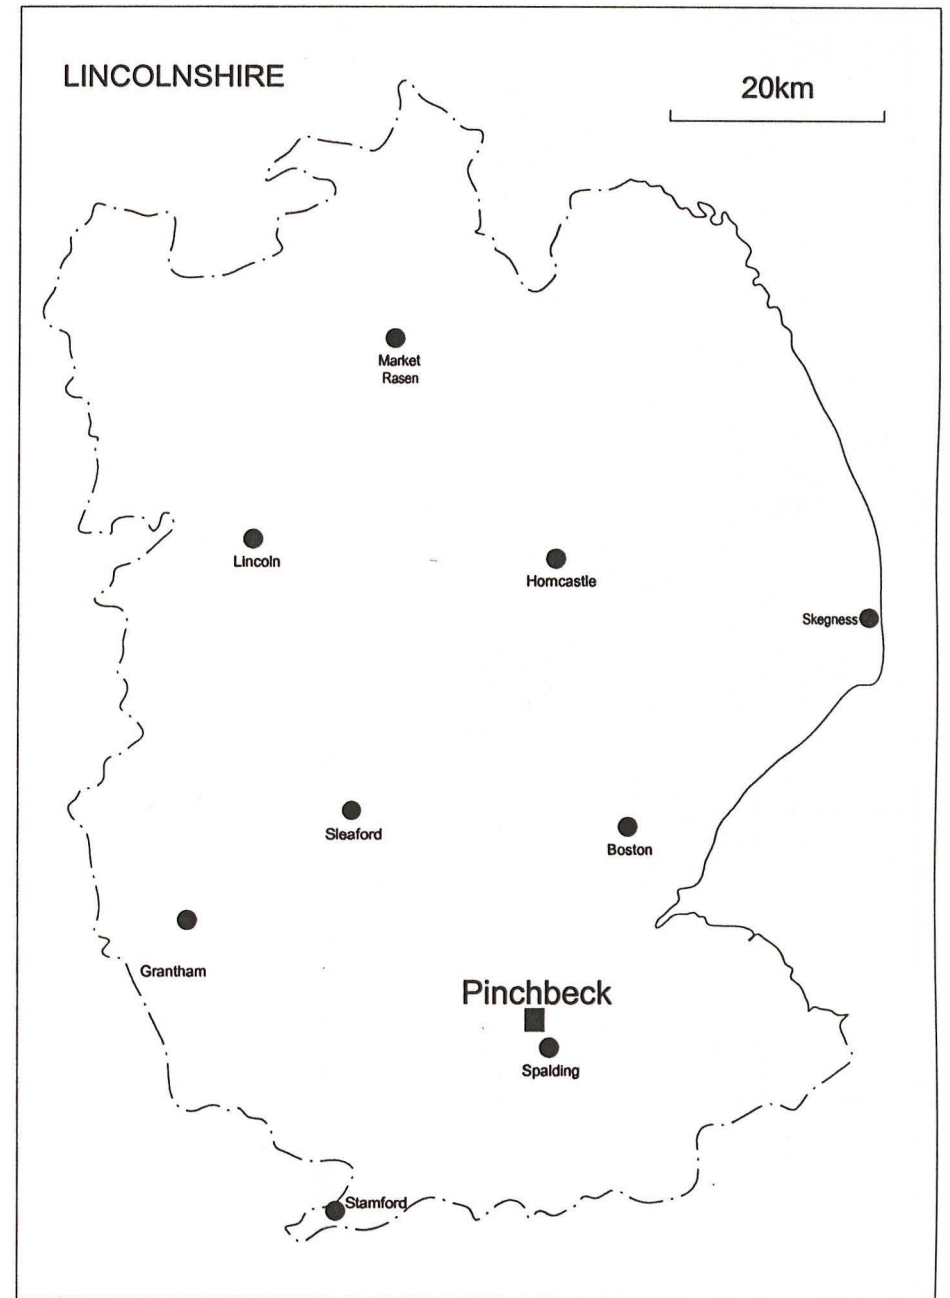 LINCOLNSHIRE
20km
Market
Rasen
Lincoln
Horncastle
Skegness
Sleaford
Boston
Grantham
Pinchbeck
Spalding
Stamford